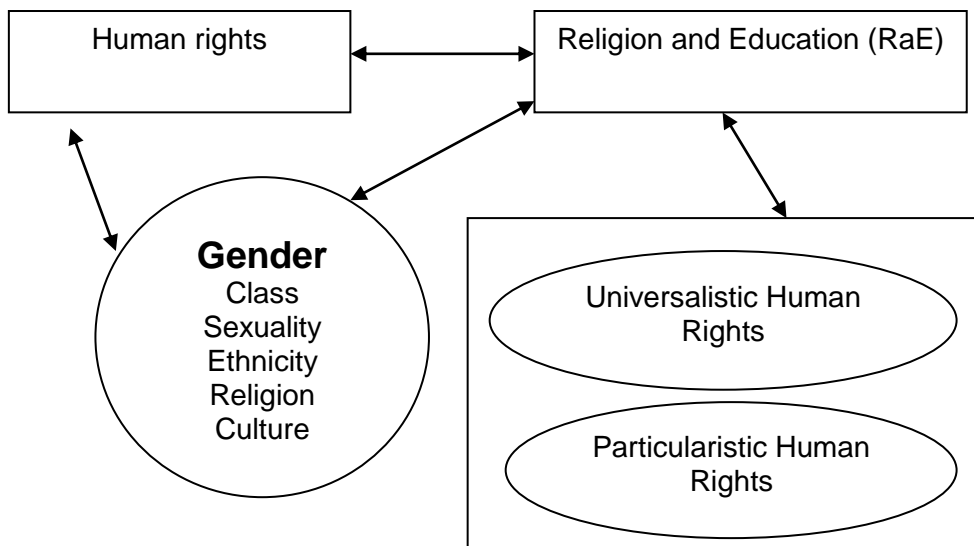 Human rights
Religion and Education (RaE)
Gender
Class
Sexuality
Ethnicity
Religion
Culture
Universalistic Human
Rights
Particularistic Human
Rights